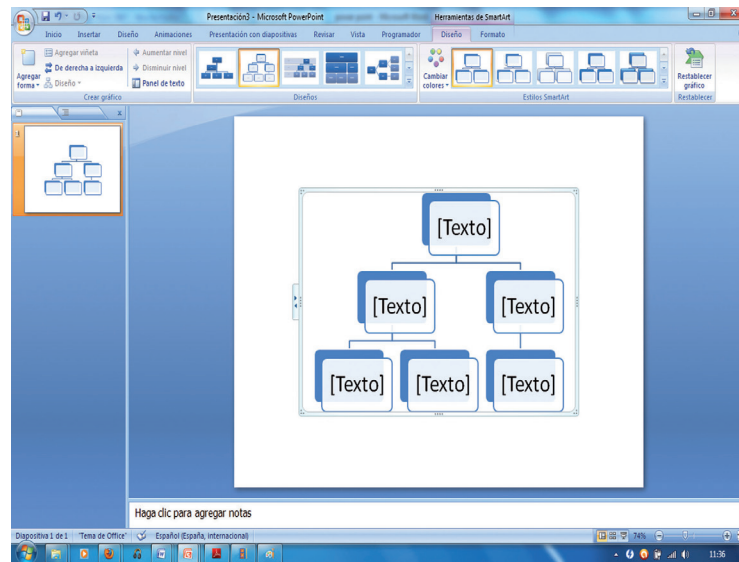 Presentación3 - Microsoft PowerPoint
Herramientas de SmartArt
Inicio Insertar Diseño Animaciones Presentación con diapositivas Revisar Vista Programador Diseño Formato
Agregar forma
Agregar viñeta
De derecha a izquierda
Diseño
Aumentar nivel
Disminuir nivel
Panel de texto
Crear gráfico
Diseños
Cambiar colores
Estilos SmartArt
Restablecer gráfico
Restablecer
1
[Texto]
[Texto] [Texto]
[Texto] [Texto] [Texto]
Haga clic para agregar notas
Diapositiva 1 de 1 "Tema de Office" Español (España, internacional) 74%
11:36